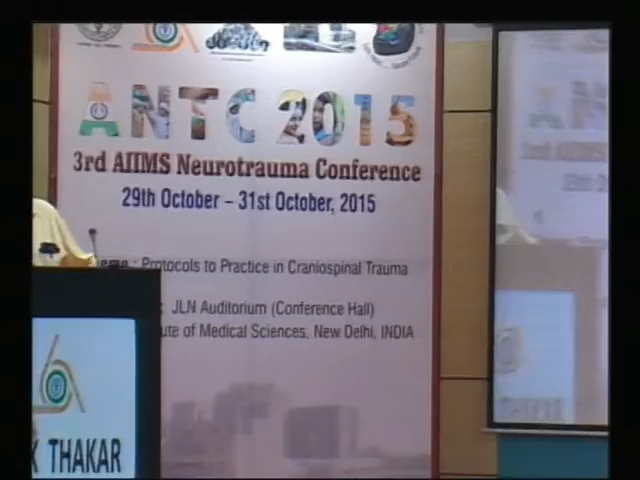 ANTC 2015
3rd AIIMS Neurotrauma Conference
29th October – 31st October, 2015
: Protocols to Practice in Craniospinal Trauma
: JLN Auditorium (Conference Hall)
ute of Medical Sciences, New Delhi, INDIA
K THAKAR